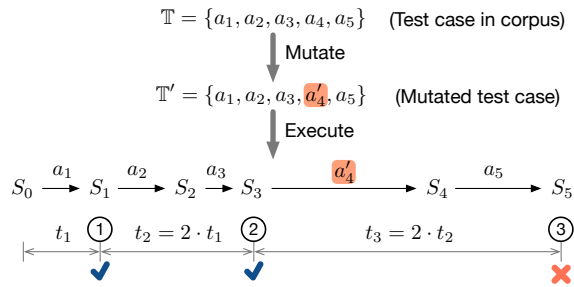 𝕋 = {a₁, a₂, a₃, a₄, a₅} (Test case in corpus)
Mutate
𝕋′ = {a₁, a₂, a₃, a′₄, a₅} (Mutated test case)
Execute
a₁ a₂ a₃ a′₄ a₅
S₀ S₁ S₂ S₃ S₄ S₅
1 2 3
t₁ t₂ = 2 · t₁ t₃ = 2 · t₂